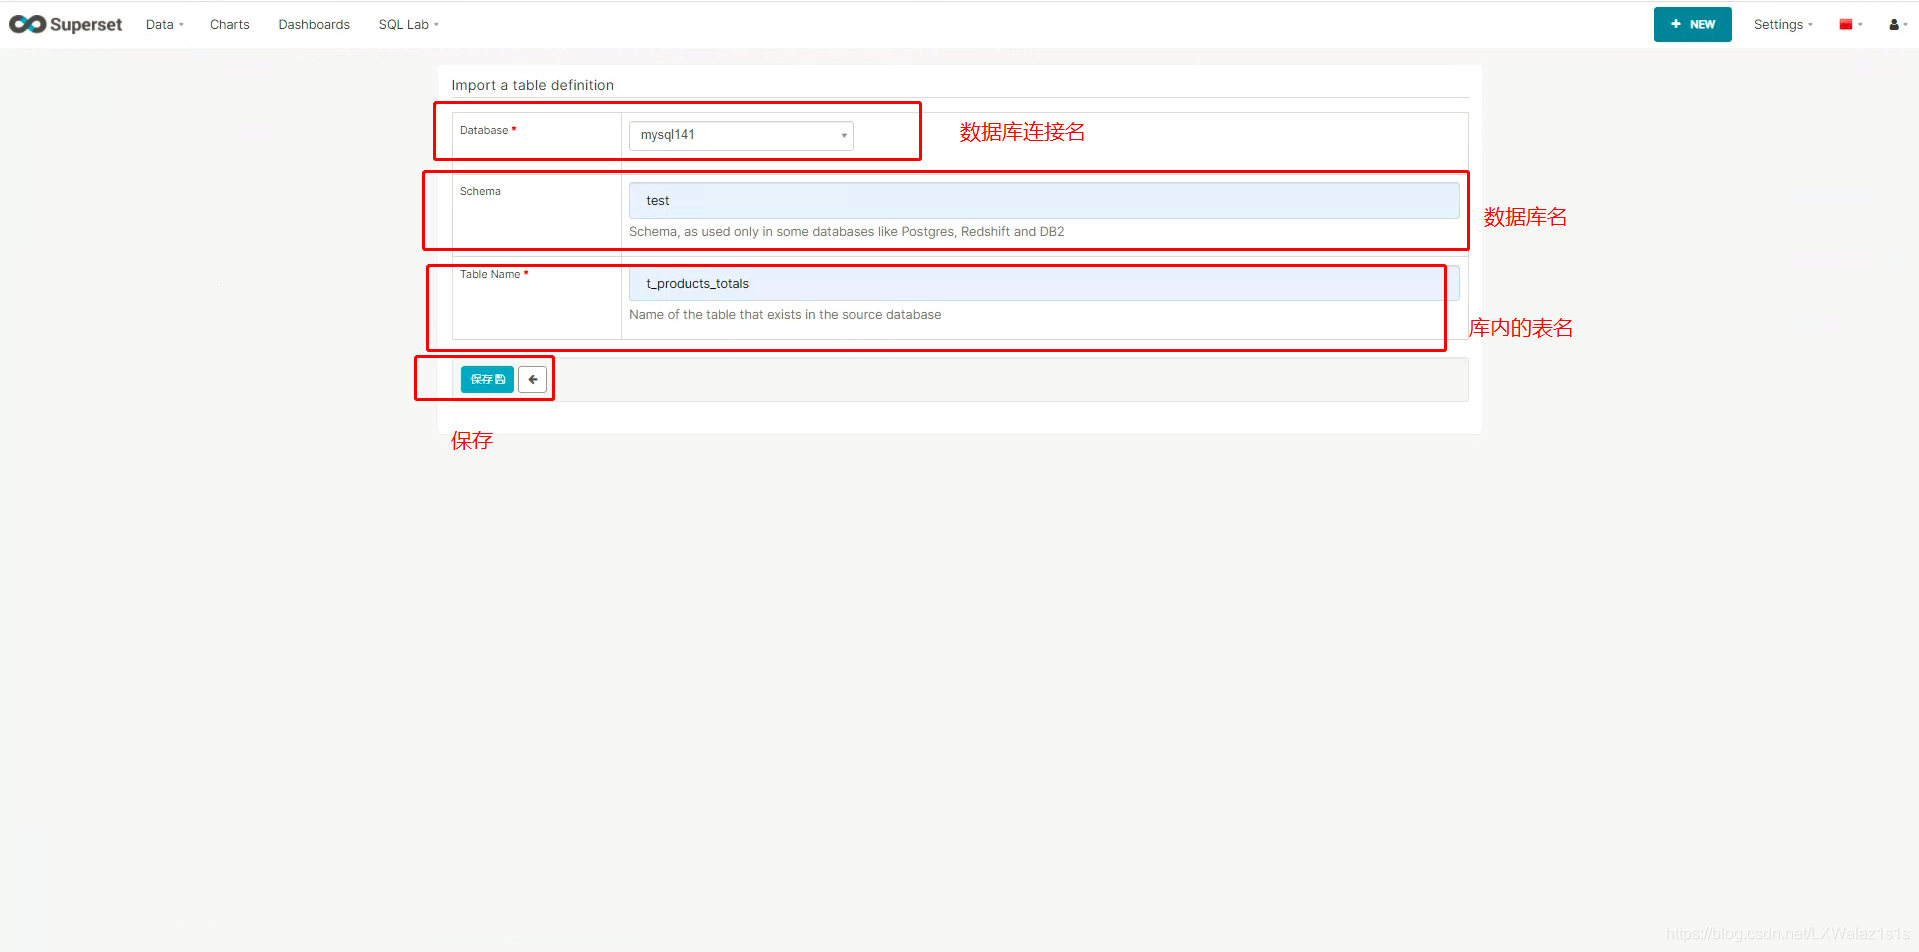 Superset Data Charts Dashboards SQL Lab + NEW Settings
Import a table definition
Database * mysql141 数据库连接名
Schema test
数据库名
Schema, as used only in some databases like Postgres, Redshift and DB2
Table Name * t_products_totals
Name of the table that exists in the source database
库内的表名
保存
保存
https://blog.csdn.net/LXWalaz1s1s